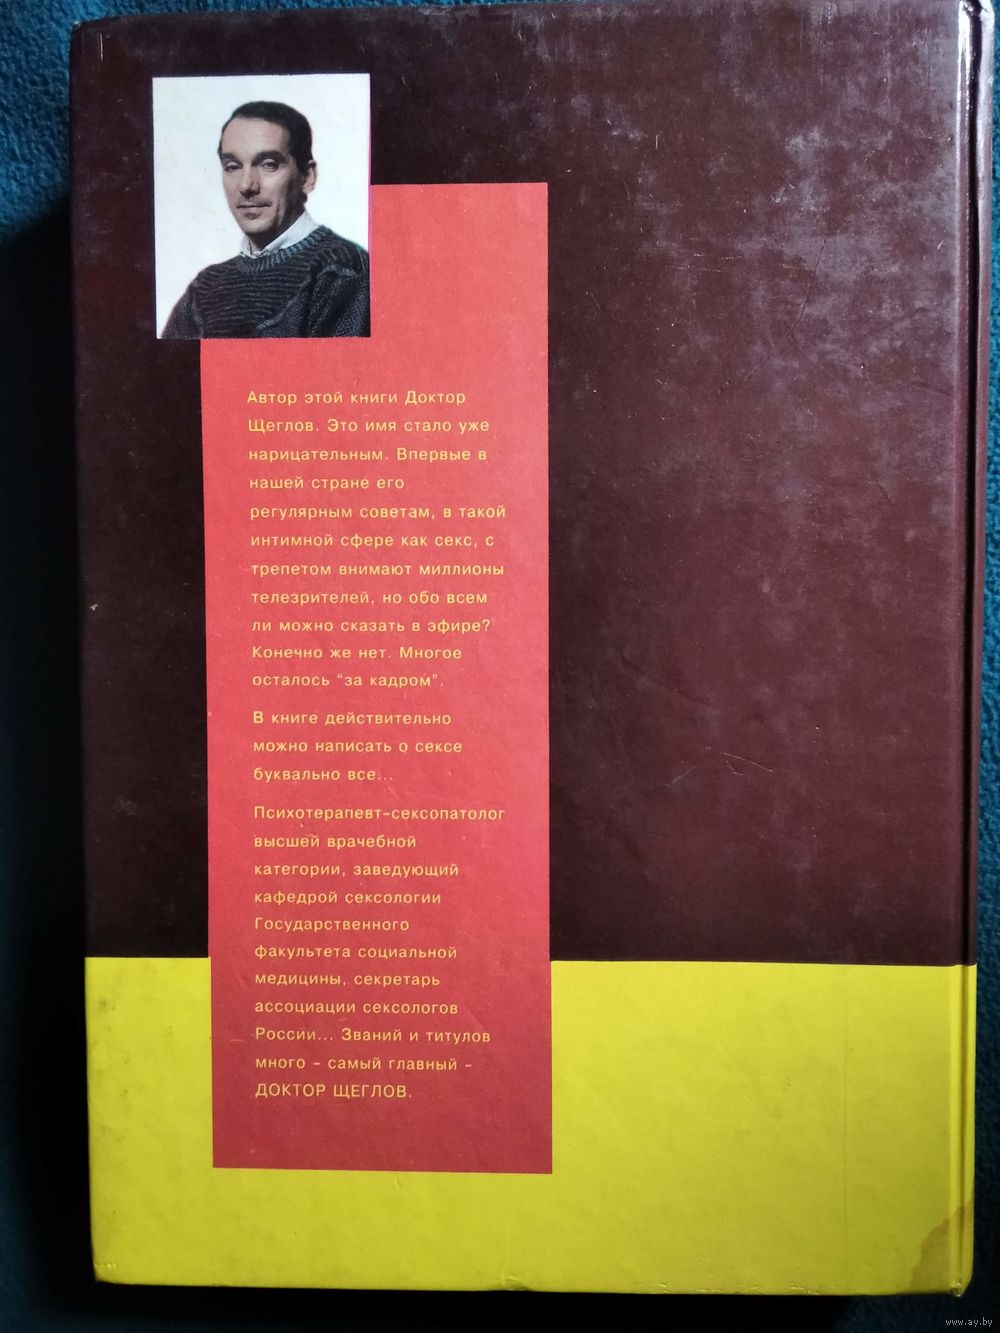 Автор этой книги Доктор
Щеглов. Это имя стало уже
нарицательным. Впервые в
нашей стране его
регулярным советам, в такой
интимной сфере как секс, с
трепетом внимают миллионы
телезрителей, но обо всем
ли можно сказать в эфире?
Конечно же нет. Многое
осталось "за кадром".
В книге действительно
можно написать о сексе
буквально все...
Психотерапевт-сексопатолог
высшей врачебной
категории, заведующий
кафедрой сексологии
Государственного
факультета социальной
медицины, секретарь
ассоциации сексологов
России... Званий и титулов
много - самый главный -
ДОКТОР ЩЕГЛОВ.
www.ay.by